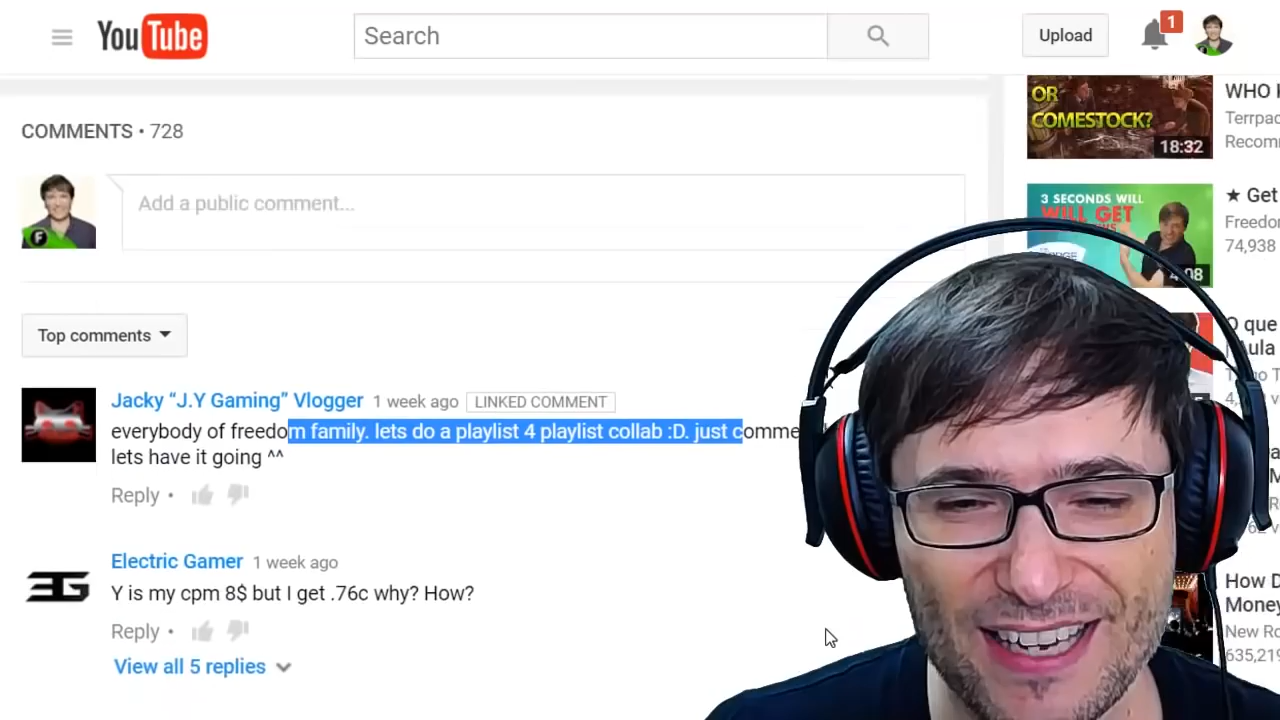 YouTube
Search
Upload
1
COMMENTS • 728
Add a public comment...
Top comments
Jacky “J.Y Gaming” Vlogger 1 week ago LINKED COMMENT
everybody of freedom family. lets do a playlist 4 playlist collab :D. just
lets have it going ^^
Reply •
Electric Gamer 1 week ago
Y is my cpm 8$ but I get .76c why? How?
Reply •
View all 5 replies
OR
COMESTOCK?
18:32
WHO
Terrpac
Recomm
3 SECONDS WILL
WILL GET
4:08
★ Get
Freedo
74,938
O que
Aula
How D
Money
New Ro
635,219